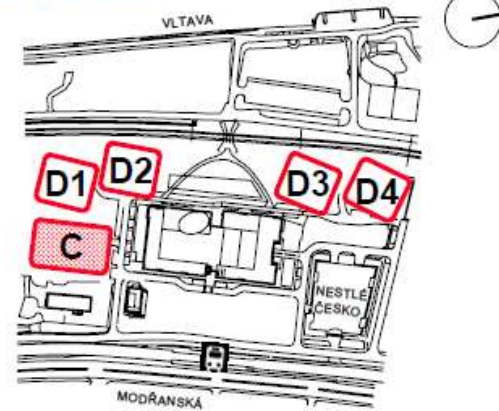 VLTAVA
D1
D2
D3
D4
C
NESTLÉ
ČESKO
MODŘANSKÁ